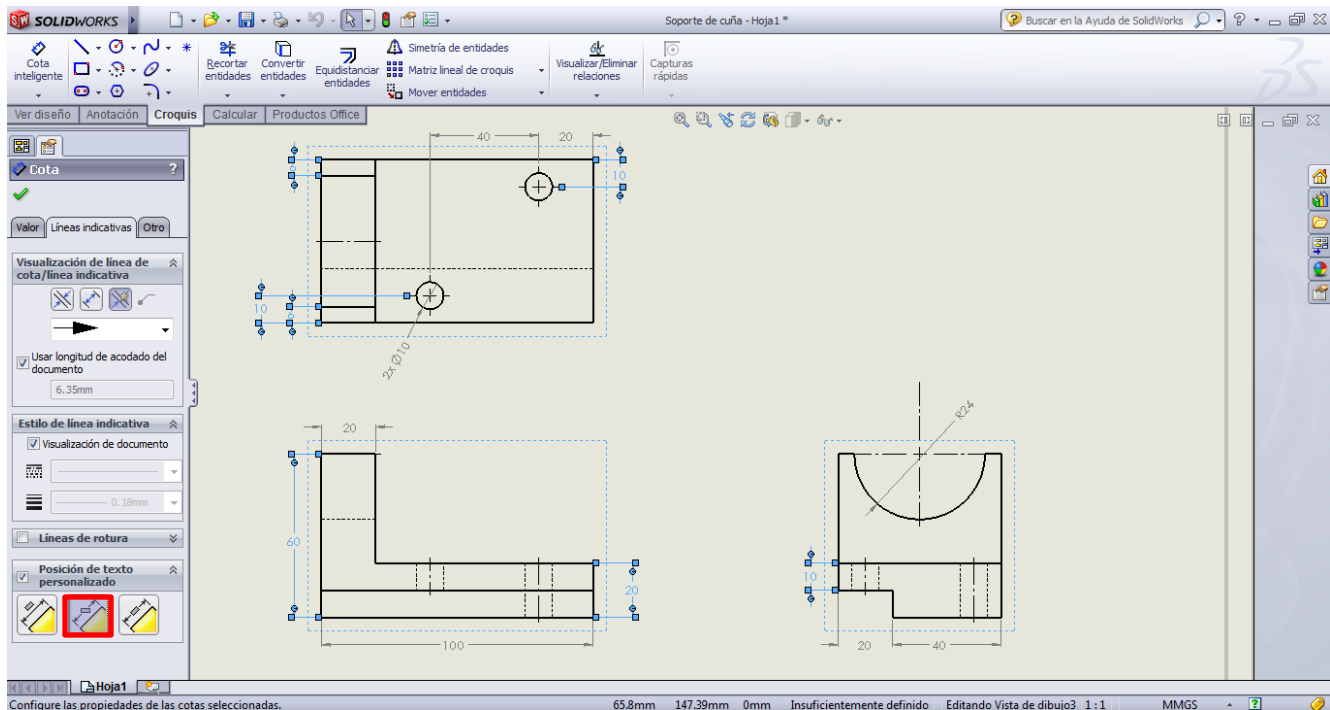 SOLIDWORKS
Soporte de cuña - Hoja1 *
Buscar en la Ayuda de SolidWorks
Cota inteligente
Recortar entidades
Convertir entidades
Equidistanciar entidades
Simetría de entidades
Matriz lineal de croquis
Mover entidades
Visualizar/Eliminar relaciones
Capturas rápidas
Ver diseño
Anotación
Croquis
Calcular
Productos Office
Cota
?
Valor
Líneas indicativas
Otro
Visualización de línea de
cota/línea indicativa
Usar longitud de acodado del
documento
6.35mm
Estilo de línea indicativa
Visualización de documento
0.18mm
Líneas de rotura
Posición de texto
personalizado
40
20
6
10
10
6
2x Ø10
20
60
20
100
R24
10
20
40
Hoja1
Configure las propiedades de las cotas seleccionadas.
65.8mm 147.39mm 0mm Insuficientemente definido Editando Vista de dibujo3 1:1 MMGS